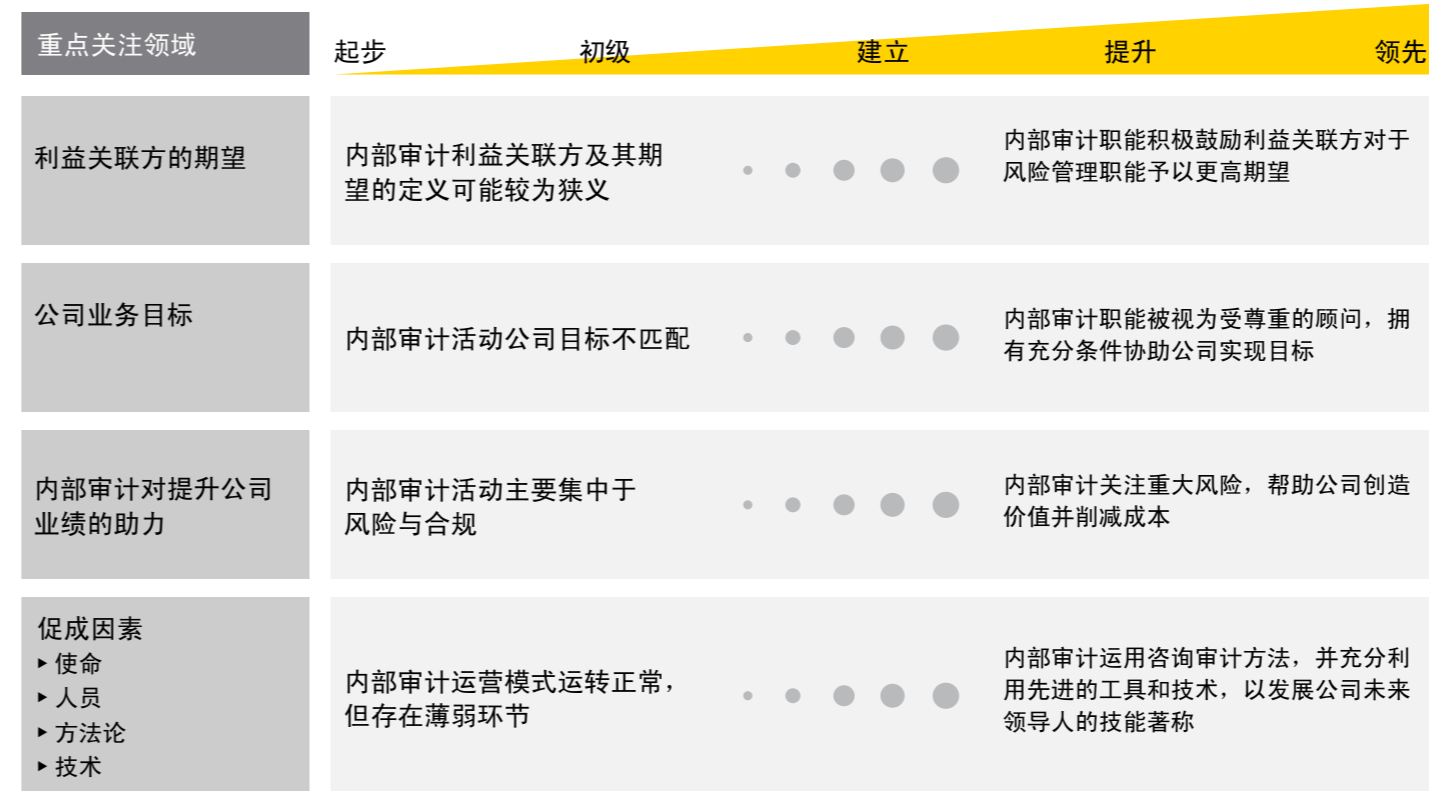 重点关注领域
起步 初级 建立 提升 领先
利益关联方的期望
内部审计利益关联方及其期
望的定义可能较为狭义
内部审计职能积极鼓励利益关联方对于
风险管理职能予以更高期望
公司业务目标
内部审计活动公司目标不匹配
内部审计职能被视为受尊重的顾问，拥
有充分条件协助公司实现目标
内部审计对提升公司
业绩的助力
内部审计活动主要集中于
风险与合规
内部审计关注重大风险，帮助公司创造
价值并削减成本
促成因素
▸ 使命
▸ 人员
▸ 方法论
▸ 技术
内部审计运营模式运转正常，
但存在薄弱环节
内部审计运用咨询审计方法，并充分利
用先进的工具和技术，以发展公司未来
领导人的技能著称